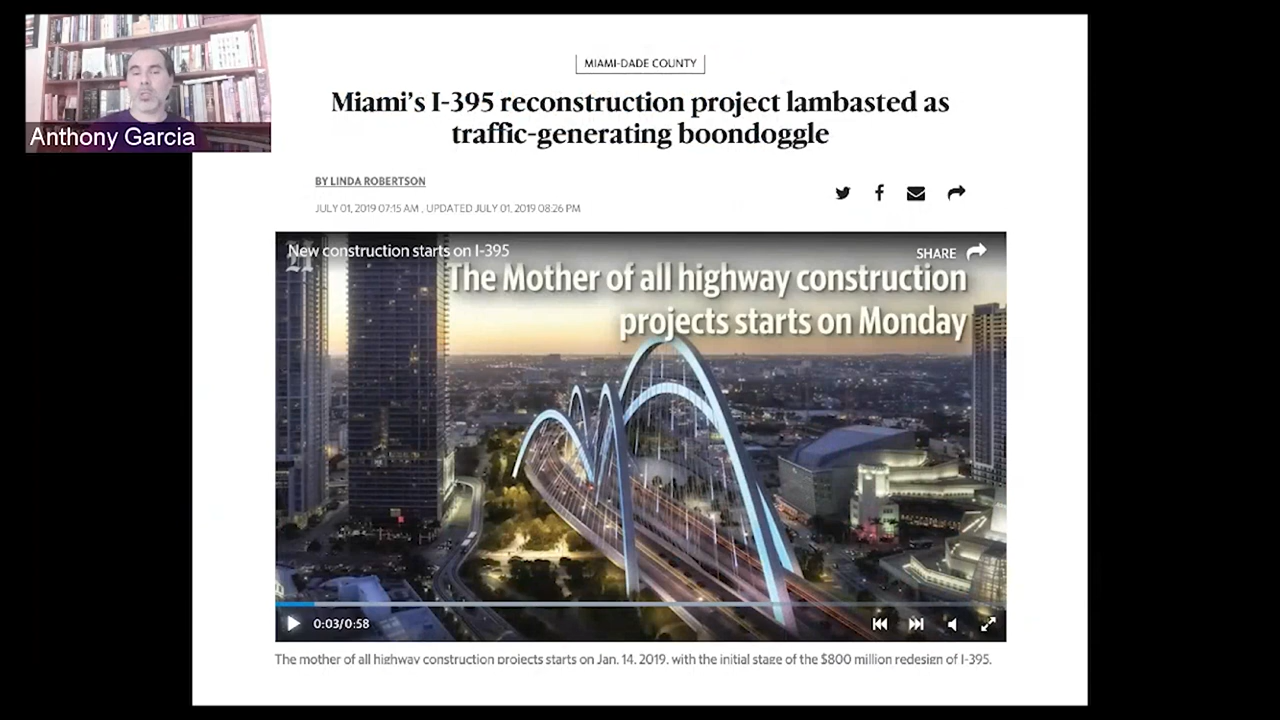 Anthony Garcia
MIAMI-DADE COUNTY
Miami's I-395 reconstruction project lambasted as
traffic-generating boondoggle
BY LINDA ROBERTSON
JULY 01, 2019 07:15 AM, UPDATED JULY 01, 2019 08:26 PM
New construction starts on I-395
SHARE
The Mother of all highway construction
projects starts on Monday
0:03/0:58
The mother of all highway construction projects starts on Jan. 14, 2019, with the initial stage of the $800 million redesign of I-395.